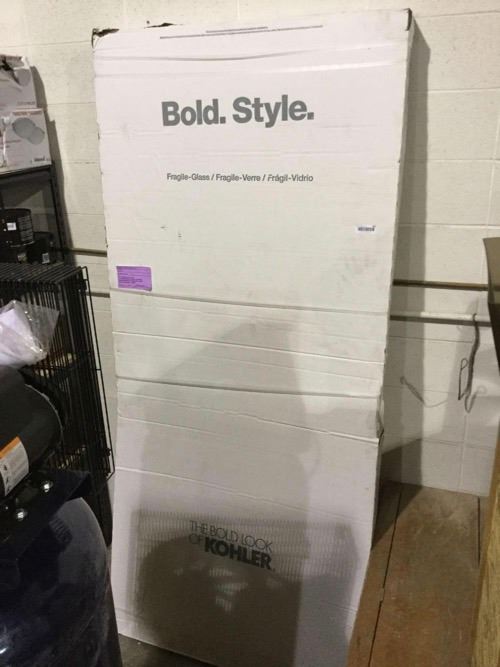 Bold. Style.
Fragile-Glass / Fragile-Verre / Frágil-Vidrio
THE BOLD LOOK
OF KOHLER